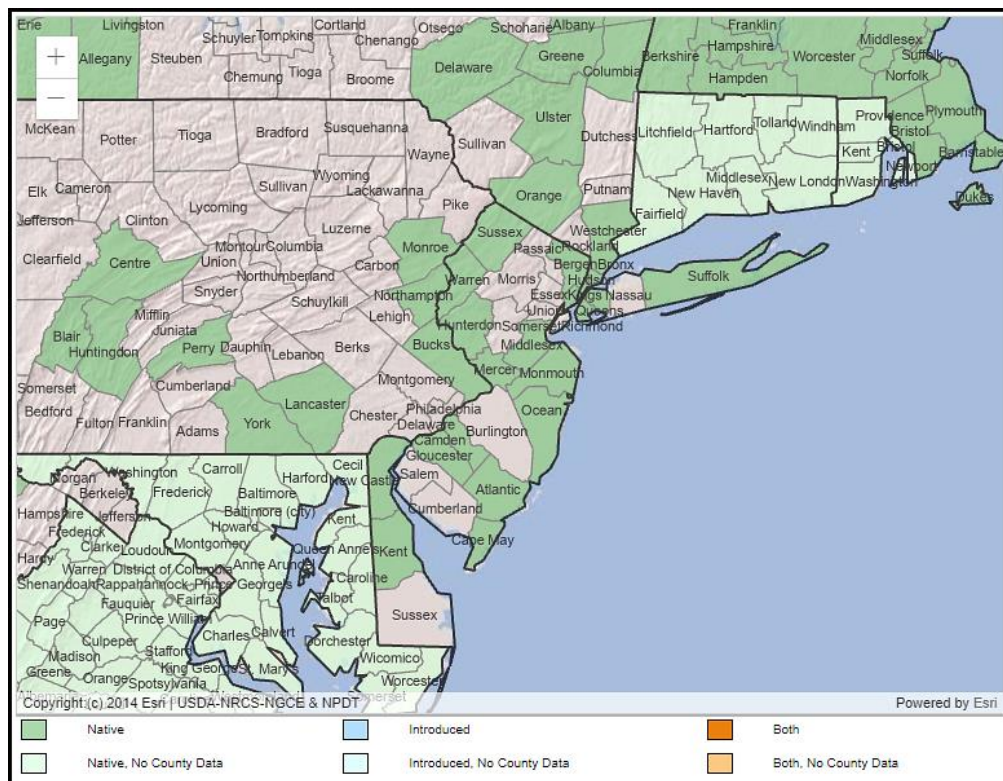 Erie Livingston Schuyler Tompkins Cortland Otsego Schoharie Albany Franklin Middlesex
Allegany Steuben Chemung Tioga Broome Chenango Delaware Greene Columbia Berkshire Hampshire Worcester Suffolk
+
−
Hampden Norfolk
McKean Potter Tioga Bradford Susquehanna Wayne Sullivan Ulster Dutchess Litchfield Hartford Tolland Windham Providence Bristol Plymouth
Elk Cameron Sullivan Wyoming Lackawanna Pike Orange Putnam New Haven Middlesex New London Kent Bristol Newport Washington Barnstable
Jefferson Clinton Lycoming Luzerne Monroe Sussex Passaic Westchester Rockland Fairfield Dukes
Clearfield Centre Union Montour Columbia Northumberland Carbon Warren Morris Bergen Bronx Hudson Suffolk
Snyder Schuylkill Northampton Essex Kings Nassau
Mifflin Juniata Lehigh Hunterdon Union Queens
Blair Huntingdon Perry Dauphin Lebanon Berks Bucks Somerset Richmond Middlesex
Somerset Cumberland Montgomery Mercer Monmouth
Bedford Fulton Franklin Adams York Lancaster Chester Philadelphia Delaware Camden Burlington Ocean
Gloucester
Morgan Washington Carroll Harford Cecil New Castle Salem Atlantic
Berkeley Frederick Baltimore Cumberland
Hampshire Jefferson Baltimore (city) Kent
Frederick Howard
Hardy Clarke Loudoun Montgomery Queen Anne's Kent Cape May
Warren District of Columbia Anne Arundel
Shenandoah Rappahannock Prince George's Caroline
Fauquier Fairfax Talbot Sussex
Page Prince William
Culpeper Charles Calvert Dorchester
Madison Stafford Wicomico
Greene Orange King George St. Mary's
Albemarle Spotsylvania Westmoreland Somerset Worcester
Copyright:(c) 2014 Esri | USDA-NRCS-NGCE & NPDT Powered by Esri
Native Introduced Both
Native, No County Data Introduced, No County Data Both, No County Data